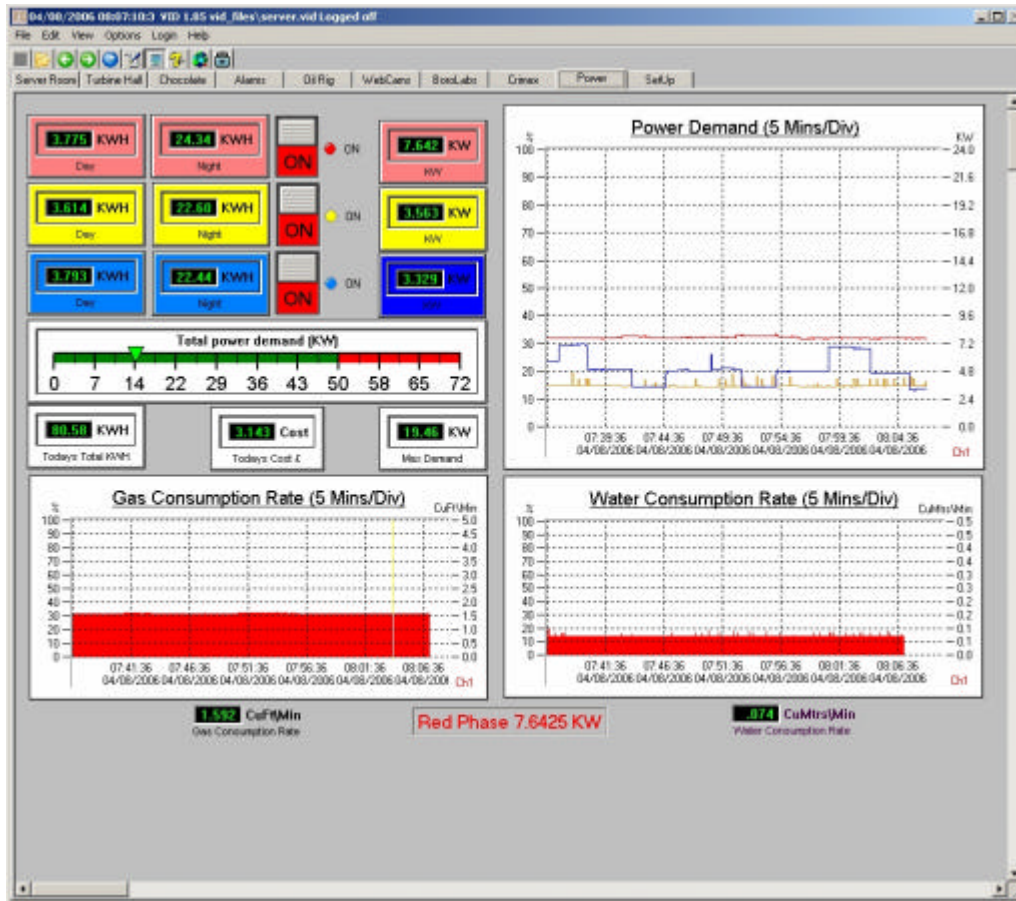 04/08/2006 08:07:10:3 VID 1.85 vid_files\server.vid Logged off
File Edit View Options Login Help
Server Room Turbine Hall Chocolate Alarms Oil Rig WebCams BossLabs Crimex Power SetUp
3.775 KWH 24.34 KWH ON ON 7.642 KW
Day Night KW
3.614 KWH 22.60 KWH ON ON 3.563 KW
Day Night KW
3.793 KWH 22.44 KWH ON ON 3.329 KW
Day Night KW
Total power demand (KW)
0 7 14 22 29 36 43 50 58 65 72
80.58 KWH 3.143 Cost 19.46 KW
Todays Total KWH Todays Cost £ Max Demand
Power Demand (5 Mins/Div)
% KW
100 24.0
90 21.6
80 19.2
70 16.8
60 14.4
50 12.0
40 9.6
30 7.2
20 4.8
10 2.4
0 0.0
07:39:36 07:44:36 07:49:36 07:54:36 07:59:36 08:04:36
04/08/2006 04/08/2006 04/08/2006 04/08/2006 04/08/2006 04/08/2006 Ch1
Gas Consumption Rate (5 Mins/Div)
% CuFt\Min
100 5.0
90 4.5
80 4.0
70 3.5
60 3.0
50 2.5
40 2.0
30 1.5
20 1.0
10 0.5
0 0.0
07:41:36 07:46:36 07:51:36 07:56:36 08:01:36 08:06:36
04/08/2006 04/08/2006 04/08/2006 04/08/2006 04/08/2006 04/08/200 Ch1
Water Consumption Rate (5 Mins/Div)
% CuMtrs\Min
100 0.5
90 0.5
80 0.4
70 0.4
60 0.3
50 0.3
40 0.2
30 0.2
20 0.1
10 0.1
0 0.0
07:41:36 07:46:36 07:51:36 07:56:36 08:01:36 08:06:36
04/08/2006 04/08/2006 04/08/2006 04/08/2006 04/08/2006 04/08/2006 Ch1
1.592 CuFt\Min Red Phase 7.6425 KW .074 CuMtrs\Min
Gas Consumption Rate Water Consumption Rate